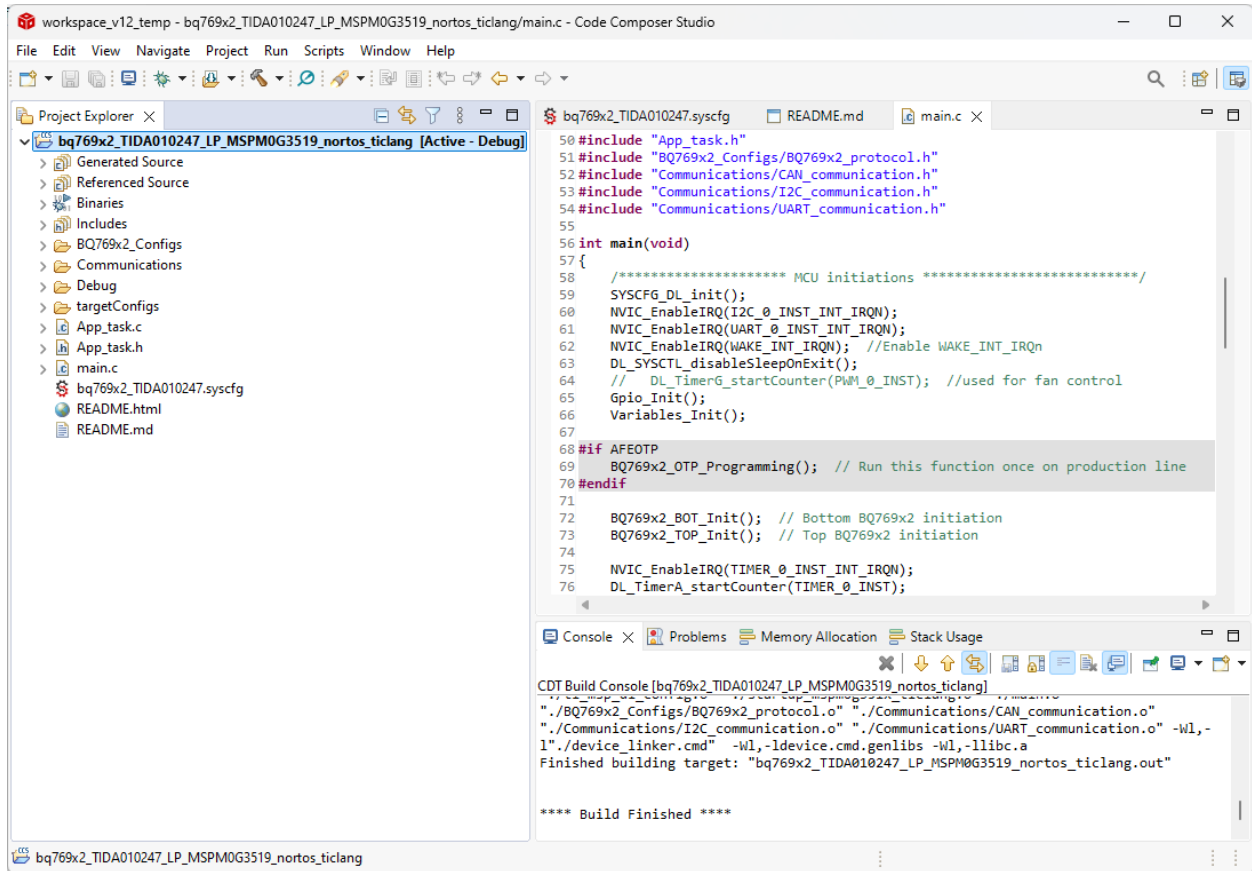 workspace_v12_temp - bq769x2_TIDA010247_LP_MSPM0G3519_nortos_ticlang/main.c - Code Composer Studio
File Edit View Navigate Project Run Scripts Window Help
Project Explorer
bq769x2_TIDA010247_LP_MSPM0G3519_nortos_ticlang [Active - Debug]
Generated Source
Referenced Source
Binaries
Includes
BQ769x2_Configs
Communications
Debug
targetConfigs
App_task.c
App_task.h
main.c
bq769x2_TIDA010247.syscfg
README.html
README.md
bq769x2_TIDA010247.syscfg README.md main.c
50 #include "App_task.h"
51 #include "BQ769x2_Configs/BQ769x2_protocol.h"
52 #include "Communications/CAN_communication.h"
53 #include "Communications/I2C_communication.h"
54 #include "Communications/UART_communication.h"
55
56 int main(void)
57 {
58     /********************* MCU initiations ***************************/
59     SYSCFG_DL_init();
60     NVIC_EnableIRQ(I2C_0_INST_INT_IRQN);
61     NVIC_EnableIRQ(UART_0_INST_INT_IRQN);
62     NVIC_EnableIRQ(WAKE_INT_IRQN);  //Enable WAKE_INT_IRQn
63     DL_SYSCTL_disableSleepOnExit();
64     //   DL_TimerG_startCounter(PWM_0_INST);  //used for fan control
65     Gpio_Init();
66     Variables_Init();
67
68 #if AFEOTP
69     BQ769x2_OTP_Programming();  // Run this function once on production line
70 #endif
71
72     BQ769x2_BOT_Init();  // Bottom BQ769x2 initiation
73     BQ769x2_TOP_Init();  // Top BQ769x2 initiation
74
75     NVIC_EnableIRQ(TIMER_0_INST_INT_IRQN);
76     DL_TimerA_startCounter(TIMER_0_INST);
Console Problems Memory Allocation Stack Usage
CDT Build Console [bq769x2_TIDA010247_LP_MSPM0G3519_nortos_ticlang]
"./BQ769x2_Configs/BQ769x2_protocol.o" "./Communications/CAN_communication.o"
"./Communications/I2C_communication.o" "./Communications/UART_communication.o" -Wl,-
l"./device_linker.cmd"  -Wl,-ldevice.cmd.genlibs -Wl,-llibc.a
Finished building target: "bq769x2_TIDA010247_LP_MSPM0G3519_nortos_ticlang.out"
**** Build Finished ****
bq769x2_TIDA010247_LP_MSPM0G3519_nortos_ticlang